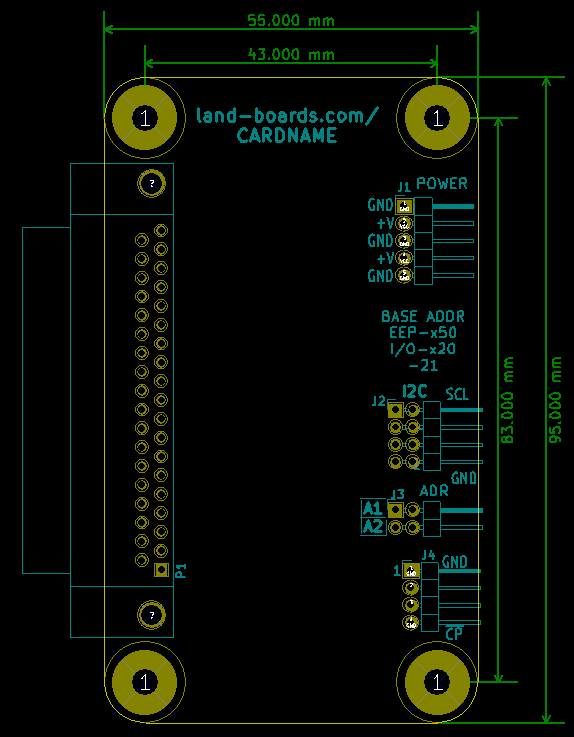 55.000 mm
43.000 mm
1
1
land-boards.com/
CARDNAME
?
J1 POWER
GND
+V
GND
+V
GND
BASE ADDR
EEP-x50
I/O-x20
-21
83.000 mm
95.000 mm
I2C
SCL
J2
GND
J3
ADR
A1
A2
J4
GND
1
P1
?
CP
1
1